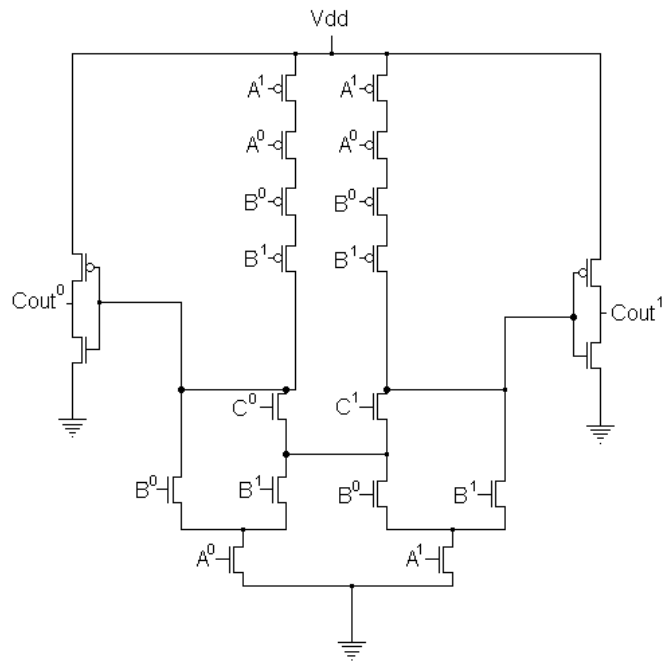 Vdd
A¹ A¹
A⁰ A⁰
B⁰ B⁰
B¹ B¹
Cout⁰ Cout¹
C⁰ C¹
B⁰ B¹ B⁰ B¹
A⁰ A¹